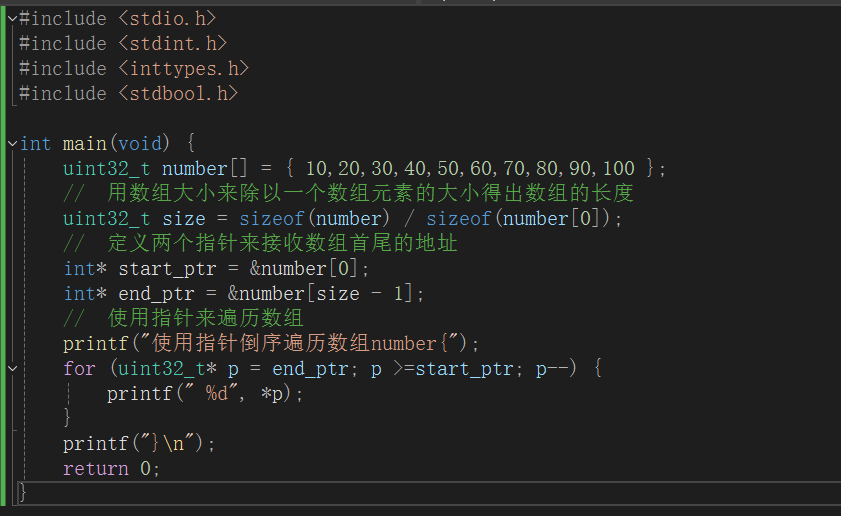 #include <stdio.h>
#include <stdint.h>
#include <inttypes.h>
#include <stdbool.h>
int main(void) {
uint32_t number[] = { 10,20,30,40,50,60,70,80,90,100 };
// 用数组大小来除以一个数组元素的大小得出数组的长度
uint32_t size = sizeof(number) / sizeof(number[0]);
// 定义两个指针来接收数组首尾的地址
int* start_ptr = &number[0];
int* end_ptr = &number[size - 1];
// 使用指针来遍历数组
printf("使用指针倒序遍历数组number{");
for (uint32_t* p = end_ptr; p >=start_ptr; p--) {
printf(" %d", *p);
}
printf("}\n");
return 0;
}